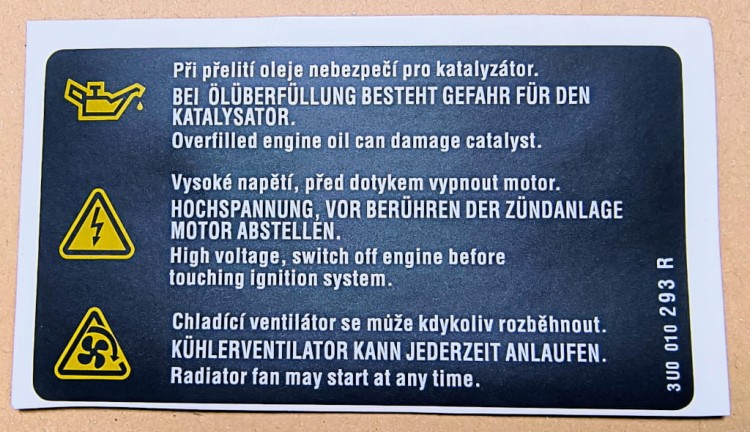 Při přelití oleje nebezpečí pro katalyzátor.
BEI ÖLÜBERFÜLLUNG BESTEHT GEFAHR FÜR DEN
KATALYSATOR.
Overfilled engine oil can damage catalyst.
Vysoké napětí, před dotykem vypnout motor.
HOCHSPANNUNG, VOR BERÜHREN DER ZÜNDANLAGE
MOTOR ABSTELLEN.
High voltage, switch off engine before
touching ignition system.
Chladící ventilátor se může kdykoliv rozběhnout.
KÜHLERVENTILATOR KANN JEDERZEIT ANLAUFEN.
Radiator fan may start at any time.
3U0 010 293 R